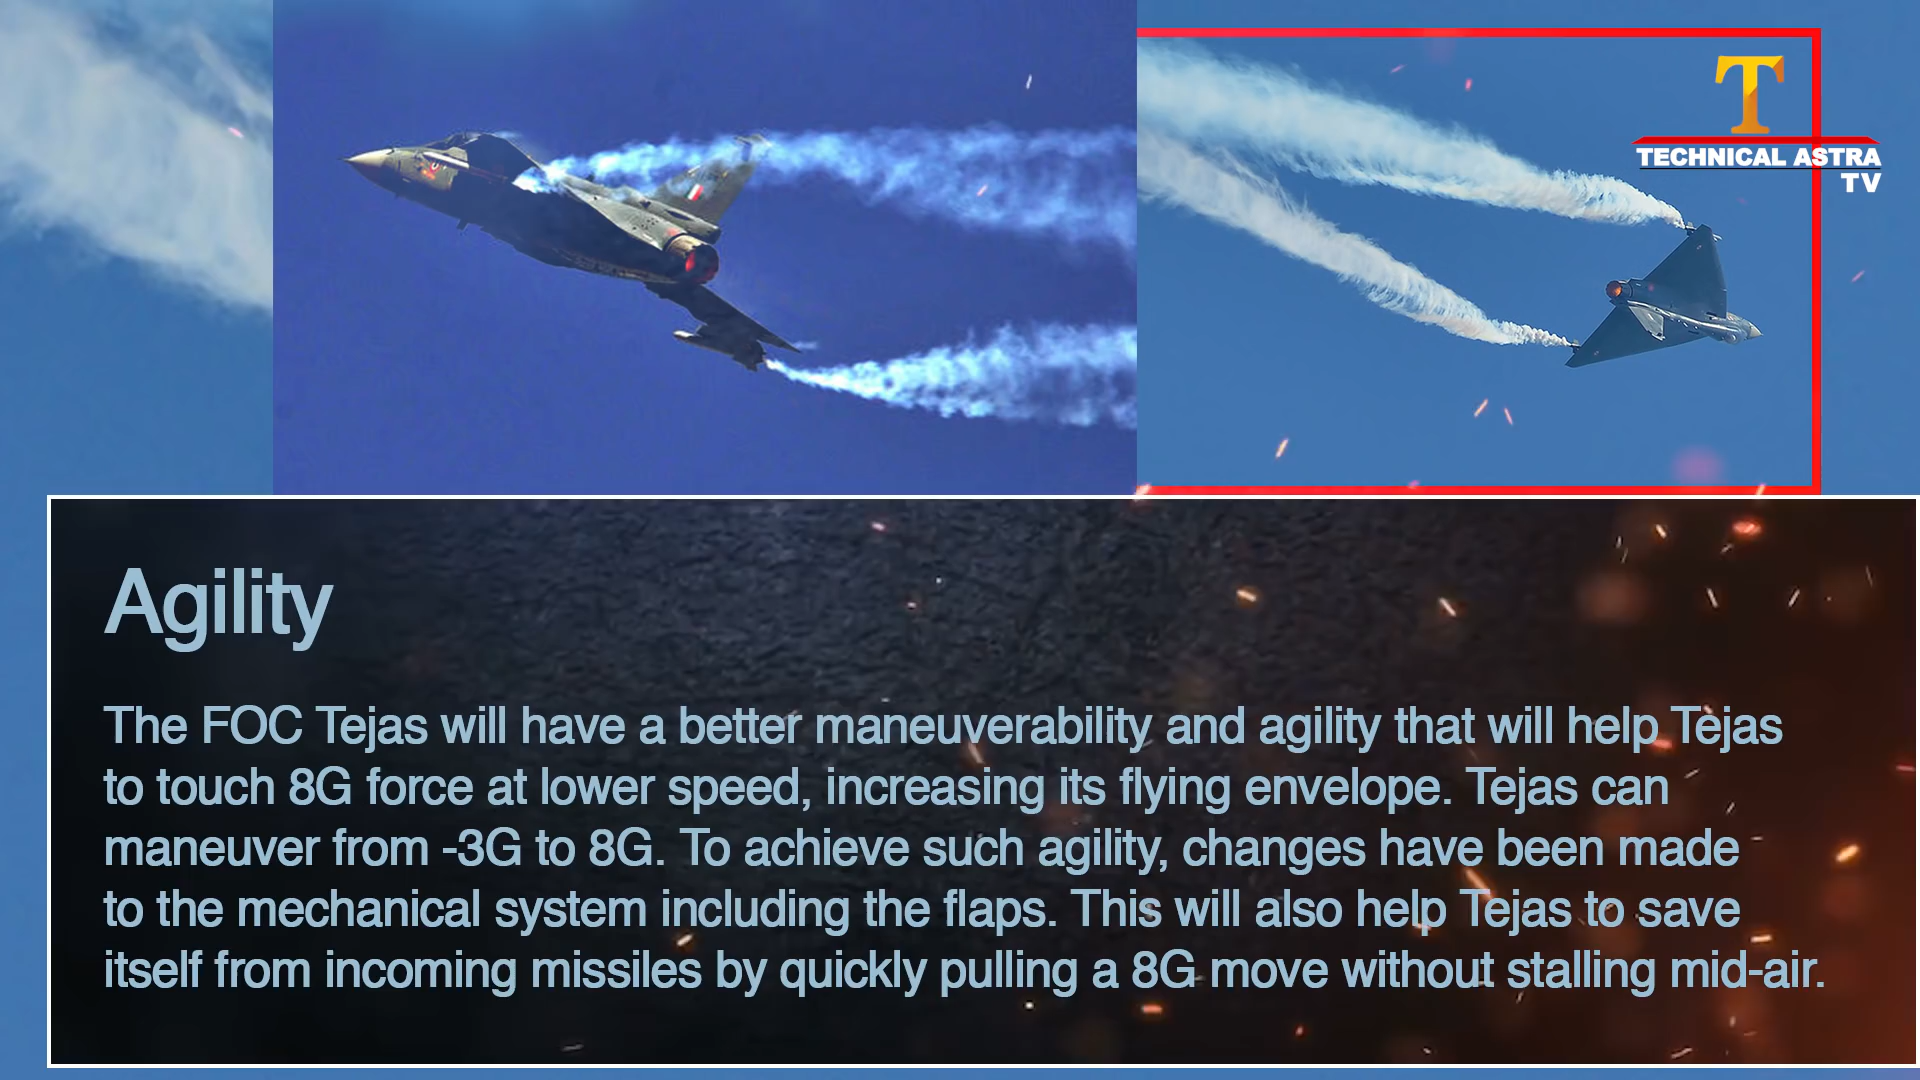 T
TECHNICAL ASTRA
TV
Agility
The FOC Tejas will have a better maneuverability and agility that will help Tejas
to touch 8G force at lower speed, increasing its flying envelope. Tejas can
maneuver from -3G to 8G. To achieve such agility, changes have been made
to the mechanical system including the flaps. This will also help Tejas to save
itself from incoming missiles by quickly pulling a 8G move without stalling mid-air.